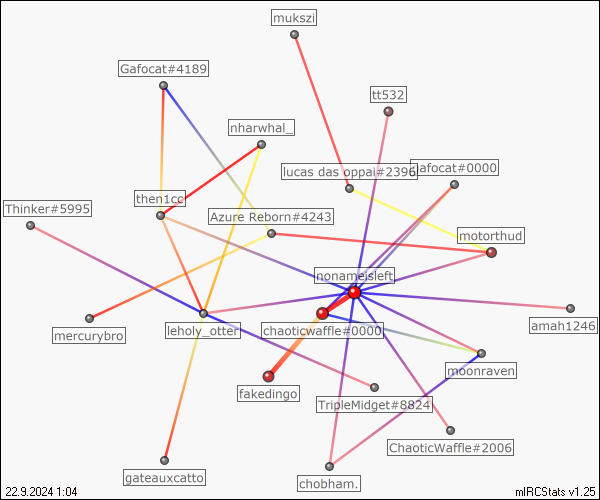 mukszi
Gafocat#4189
tt532
nharwhal_
lucas das oppai#2396
gafocat#0000
then1cc
Thinker#5995
Azure Reborn#4243
motorthud
nonameisleft
amah1246
mercurybro
leholy_otter
chaoticwaffle#0000
moonraven
fakedingo
TripleMidget#8824
ChaoticWaffle#2006
gateauxcatto
chobham.
22.9.2024 1:04
mIRCStats v1.25